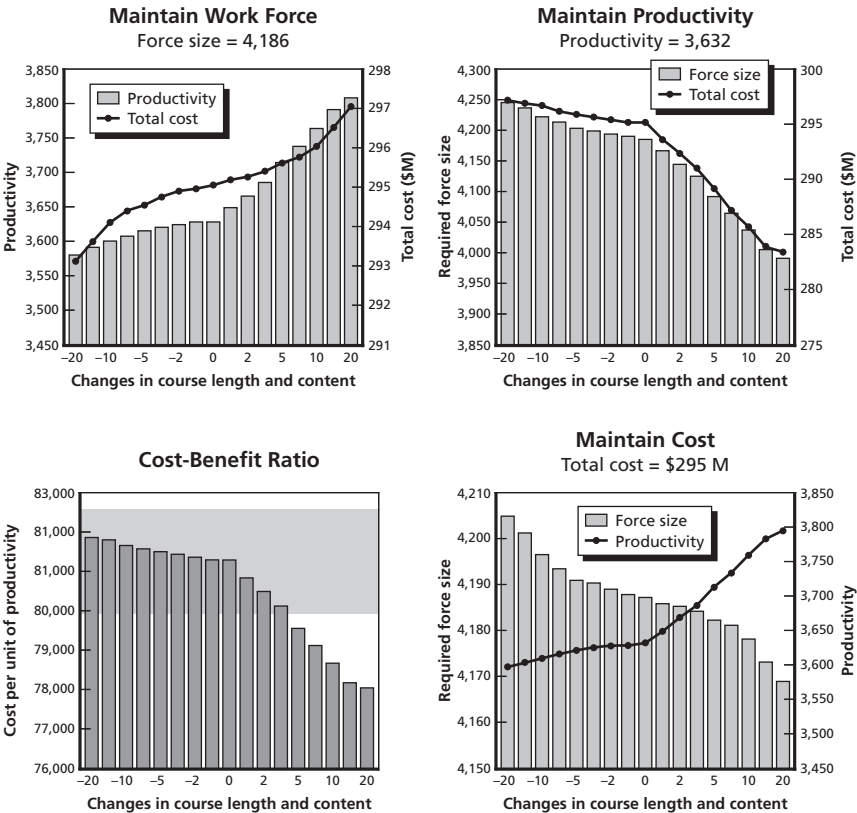 Maintain Work Force
Force size = 4,186
3,850
3,800
3,750
3,700
3,650
3,600
3,550
3,500
3,450
Productivity
Productivity
Total cost
298
297
296
295
294
293
292
291
Total cost ($M)
–20 –10 –5 –2 0 2 5 10 20
Changes in course length and content
Maintain Productivity
Productivity = 3,632
4,300
4,250
4,200
4,150
4,100
4,050
4,000
3,950
3,900
3,850
Required force size
Force size
Total cost
300
295
290
285
280
275
Total cost ($M)
–20 –10 –5 –2 0 2 5 10 20
Changes in course length and content
Cost-Benefit Ratio
83,000
81,000
81,000
80,000
79,000
78,000
77,000
76,000
Cost per unit of productivity
–20 –10 –5 –2 0 2 5 10 20
Changes in course length and content
Maintain Cost
Total cost = $295 M
4,210
4,200
4,190
4,180
4,170
4,160
4,150
Required force size
Force size
Productivity
3,850
3,800
3,750
3,700
3,650
3,600
3,550
3,500
3,450
Productivity
–20 –10 –5 –2 0 2 5 10 20
Changes in course length and content